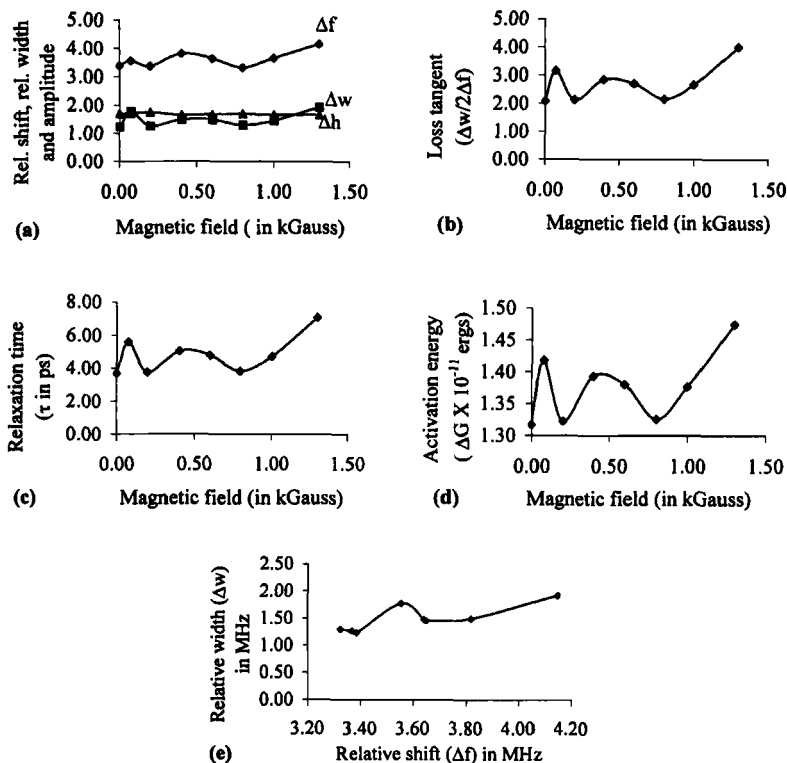 Rel. shift, rel. width
and amplitude
5.00
4.00
3.00
2.00
1.00
Δf
Δw
Δh
0.00 0.50 1.00 1.50
(a) Magnetic field ( in kGauss)
Loss tangent
(Δw/2Δf)
5.00
4.00
3.00
2.00
1.00
0.00
0.00 0.50 1.00 1.50
(b) Magnetic field (in kGauss)
Relaxation time
(τ in ps)
8.00
6.00
4.00
2.00
0.00
0.00 0.50 1.00 1.50
(c) Magnetic field (in kGauss)
Activation energy
( ΔG X 10⁻¹¹ ergs)
1.50
1.45
1.40
1.35
1.30
0.00 0.50 1.00 1.50
(d) Magnetic field (in kGauss)
Relative width (Δw)
in MHz
2.50
2.00
1.50
1.00
0.50
0.00
3.20 3.40 3.60 3.80 4.00 4.20
(e) Relative shift (Δf) in MHz